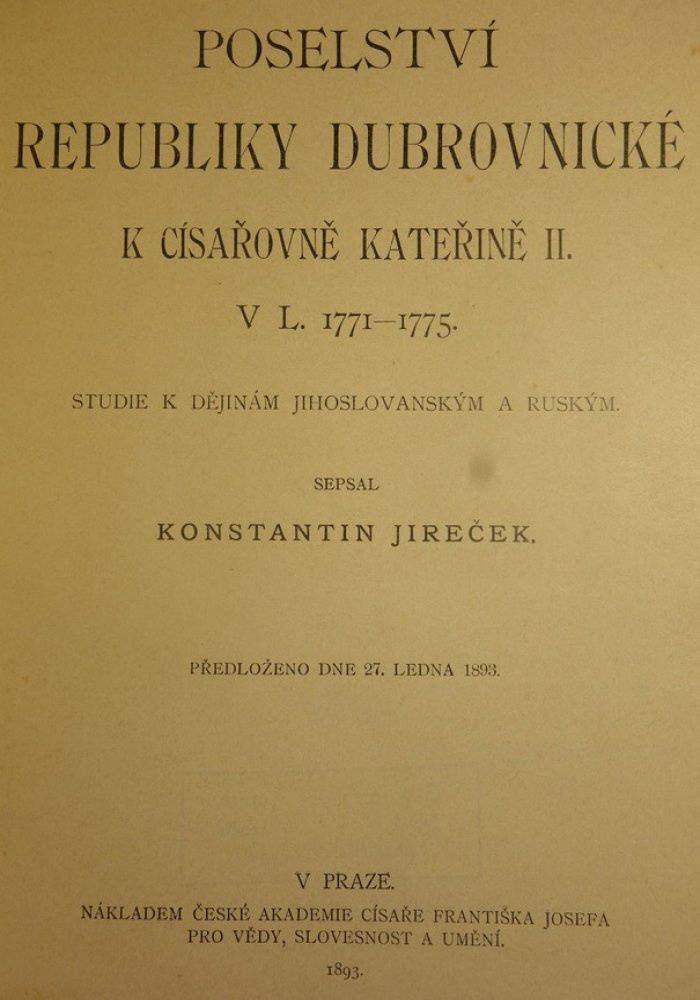 POSELSTVÍ
REPUBLIKY DUBROVNICKÉ
K CÍSAŘOVNĚ KATEŘINĚ II.
V L. 1771—1775.
STUDIE K DĚJINÁM JIHOSLOVANSKÝM A RUSKÝM.
SEPSAL
KONSTANTIN JIREČEK.
PŘEDLOŽENO DNE 27. LEDNA 1893.
V PRAZE.
NÁKLADEM ČESKÉ AKADEMIE CÍSAŘE FRANTIŠKA JOSEFA
PRO VĚDY, SLOVESNOST A UMĚNÍ.
1893.